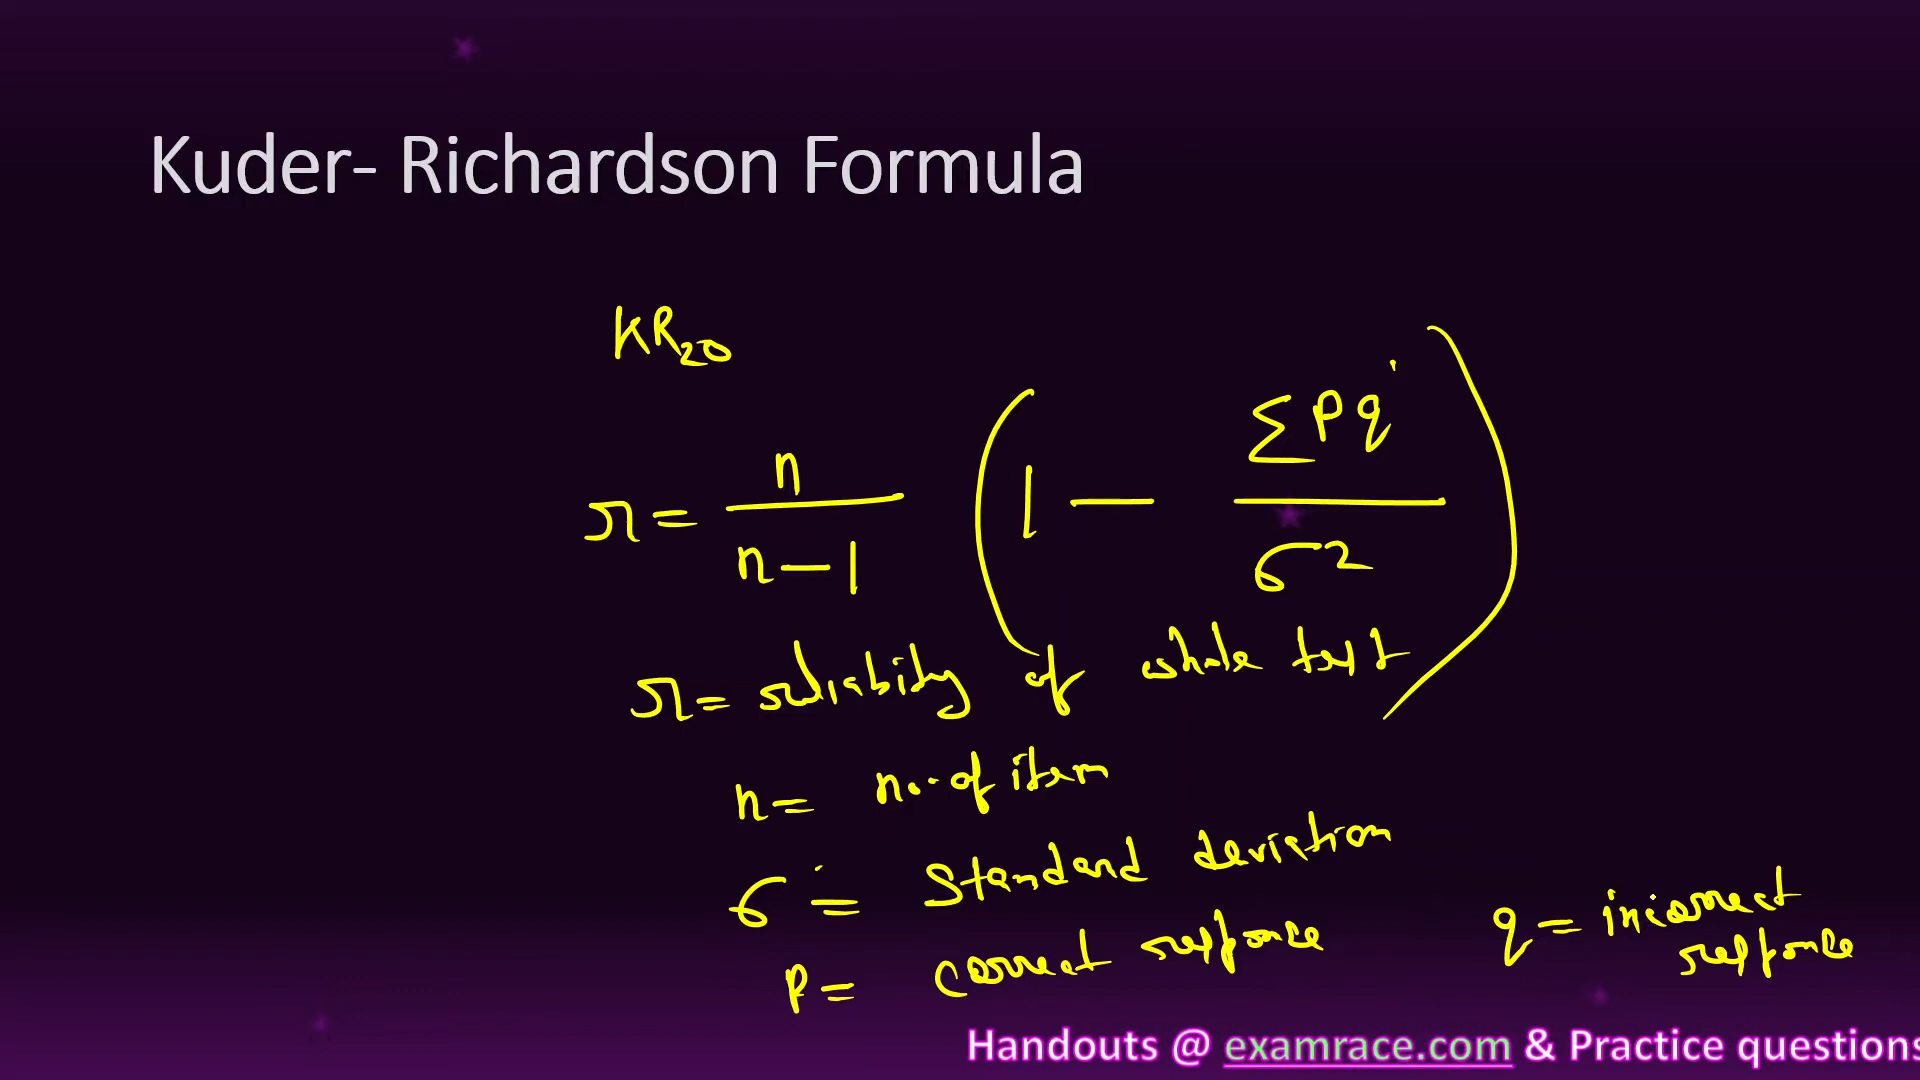 Kuder- Richardson Formula
KR20
r = n / n - 1 ( 1 - Σpq / σ²)
r = reliability of whole test
n = no. of item
σ = Standard deviation
P = correct response
q = incorrect response
Handouts @ examrace.com & Practice questions